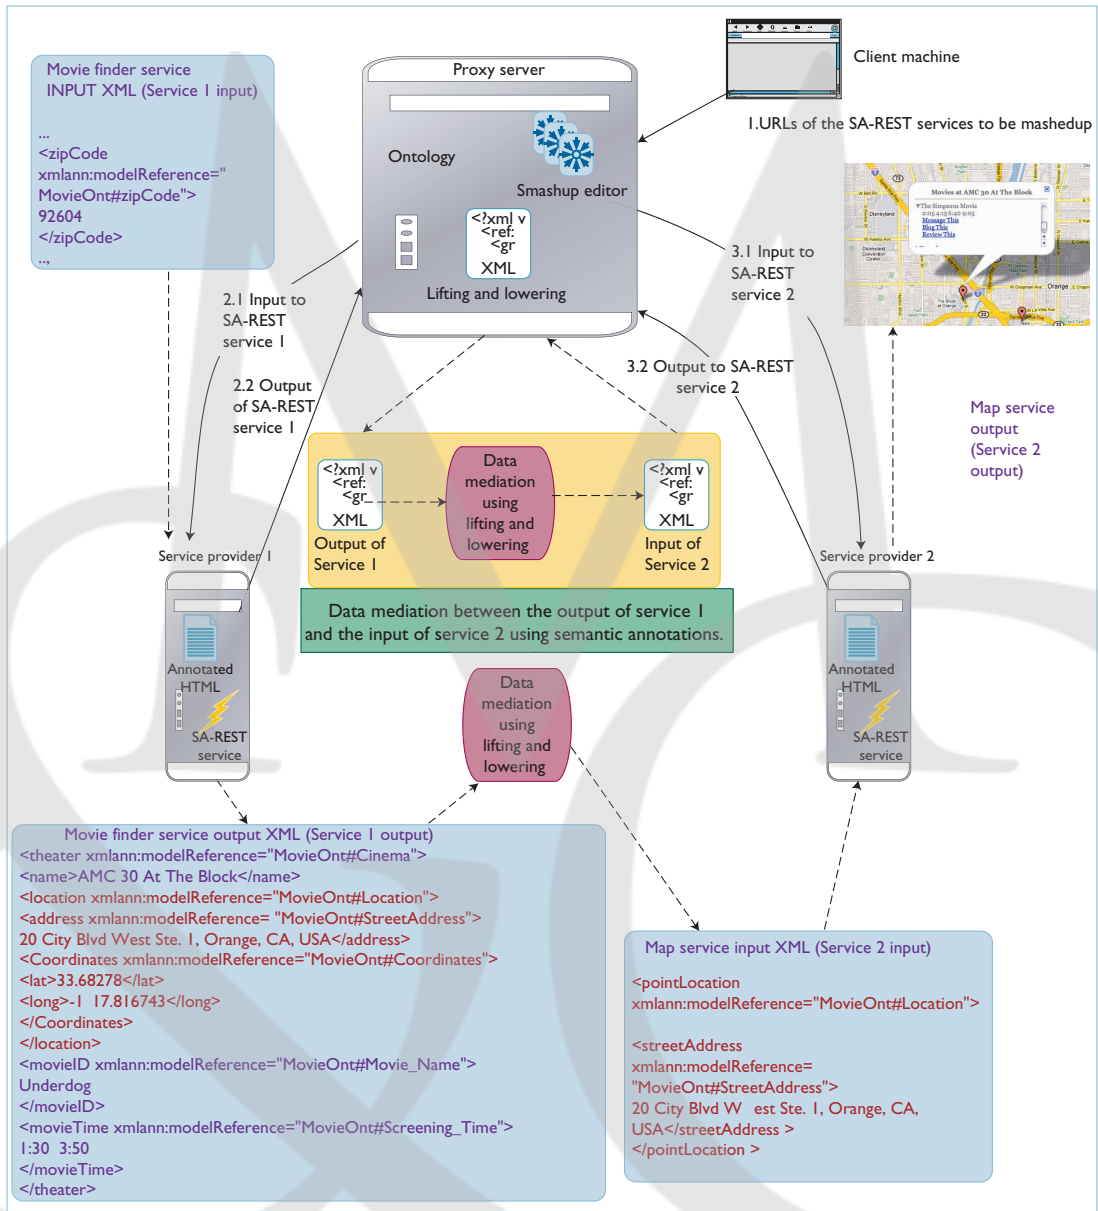 Movie finder service
INPUT XML (Service 1 input)
...
<zipCode
xmlann:modelReference="
MovieOnt#zipCode">
92604
</zipCode>
..,
Proxy server
Ontology
Smashup editor
<?xml v
<ref:
<gr
XML
Lifting and lowering
Client machine
1.URLs of the SA-REST services to be mashedup
Movies at AMC 30 At The Block
The Simpsons Movie
Message This
Blog This
Review This
Disneyland
Orange
2.1 Input to
SA-REST
service 1
2.2 Output
of SA-REST
service 1
3.1 Input to
SA-REST
service 2
3.2 Output to SA-REST
service 2
Map service
output
(Service 2
output)
<?xml v
<ref:
<gr
XML
Output of
Service 1
Data
mediation
using
lifting and
lowering
<?xml v
<ref:
<gr
XML
Input of
Service 2
Data mediation between the output of service 1
and the input of service 2 using semantic annotations.
Service provider 1
Annotated
HTML
SA-REST
service
Data
mediation
using
lifting and
lowering
Service provider 2
Annotated
HTML
SA-REST
service
Movie finder service output XML (Service 1 output)
<theater xmlann:modelReference="MovieOnt#Cinema">
<name>AMC 30 At The Block</name>
<location xmlann:modelReference="MovieOnt#Location">
<address xmlann:modelReference= "MovieOnt#StreetAddress">
20 City Blvd West Ste. 1, Orange, CA, USA</address>
<Coordinates xmlann:modelReference="MovieOnt#Coordinates">
<lat>33.68278</lat>
<long>-1 17.816743</long>
</Coordinates>
</location>
<movieID xmlann:modelReference="MovieOnt#Movie_Name">
Underdog
</movieID>
<movieTime xmlann:modelReference="MovieOnt#Screening_Time">
1:30 3:50
</movieTime>
</theater>
Map service input XML (Service 2 input)
<pointLocation
xmlann:modelReference="MovieOnt#Location">
<streetAddress
xmlann:modelReference=
"MovieOnt#StreetAddress">
20 City Blvd W est Ste. 1, Orange, CA,
USA</streetAddress >
</pointLocation >